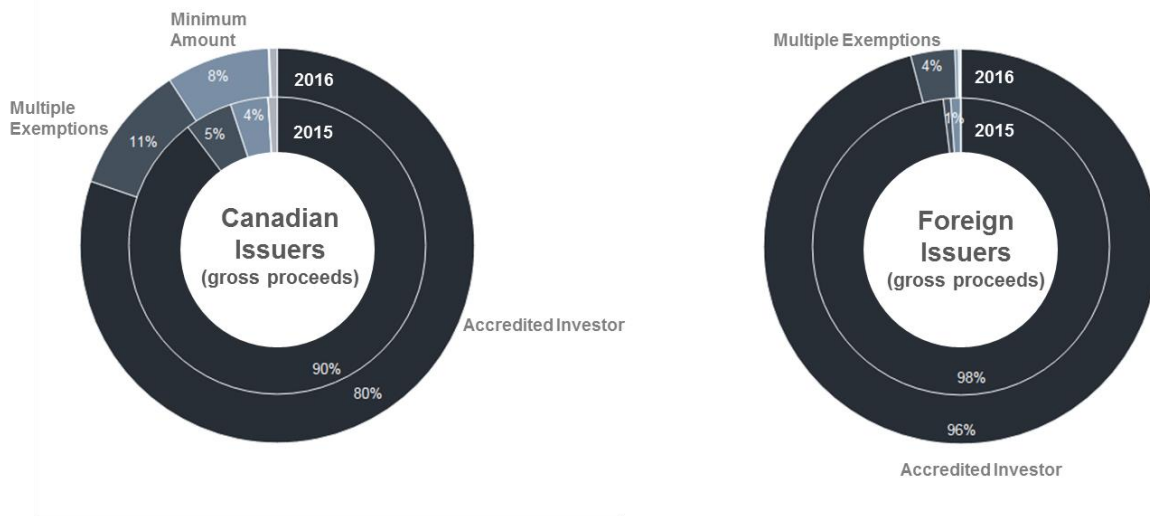 Minimum
Amount
8%
2016
Multiple
Exemptions
11%
5%
4%
2015
Canadian
Issuers
(gross proceeds)
Accredited Investor
90%
80%
Multiple Exemptions
4%
2016
1%
2015
Foreign
Issuers
(gross proceeds)
98%
96%
Accredited Investor